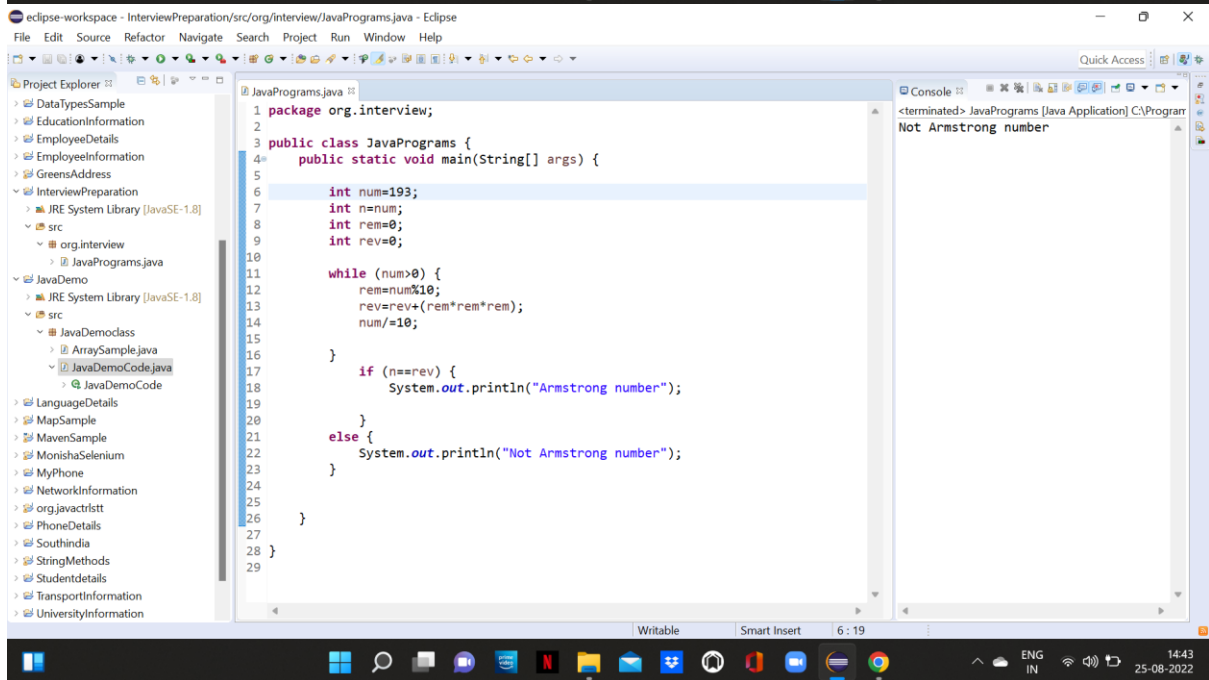 eclipse-workspace - InterviewPreparation/src/org/interview/JavaPrograms.java - Eclipse
File Edit Source Refactor Navigate Search Project Run Window Help
Quick Access
Project Explorer
DataTypesSample
EducationInformation
EmployeeDetails
EmployeeInformation
GreensAddress
InterviewPreparation
JRE System Library [JavaSE-1.8]
src
org.interview
JavaPrograms.java
JavaDemo
JRE System Library [JavaSE-1.8]
src
JavaDemoclass
ArraySample.java
JavaDemoCode.java
JavaDemoCode
LanguageDetails
MapSample
MavenSample
MonishaSelenium
MyPhone
NetworkInformation
org.javactrlstt
PhoneDetails
Southindia
StringMethods
Studentdetails
TransportInformation
UniversityInformation
JavaPrograms.java
1 package org.interview;
2
3 public class JavaPrograms {
4 public static void main(String[] args) {
5
6 int num=193;
7 int n=num;
8 int rem=0;
9 int rev=0;
10
11 while (num>0) {
12 rem=num%10;
13 rev=rev+(rem*rem*rem);
14 num/=10;
15
16 }
17 if (n==rev) {
18 System.out.println("Armstrong number");
19
20 }
21 else {
22 System.out.println("Not Armstrong number");
23 }
24
25
26 }
27
28 }
29
Console
<terminated> JavaPrograms [Java Application] C:\Program
Not Armstrong number
Writable Smart Insert 6 : 19
prime video
N
ENG
IN
14:43
25-08-2022